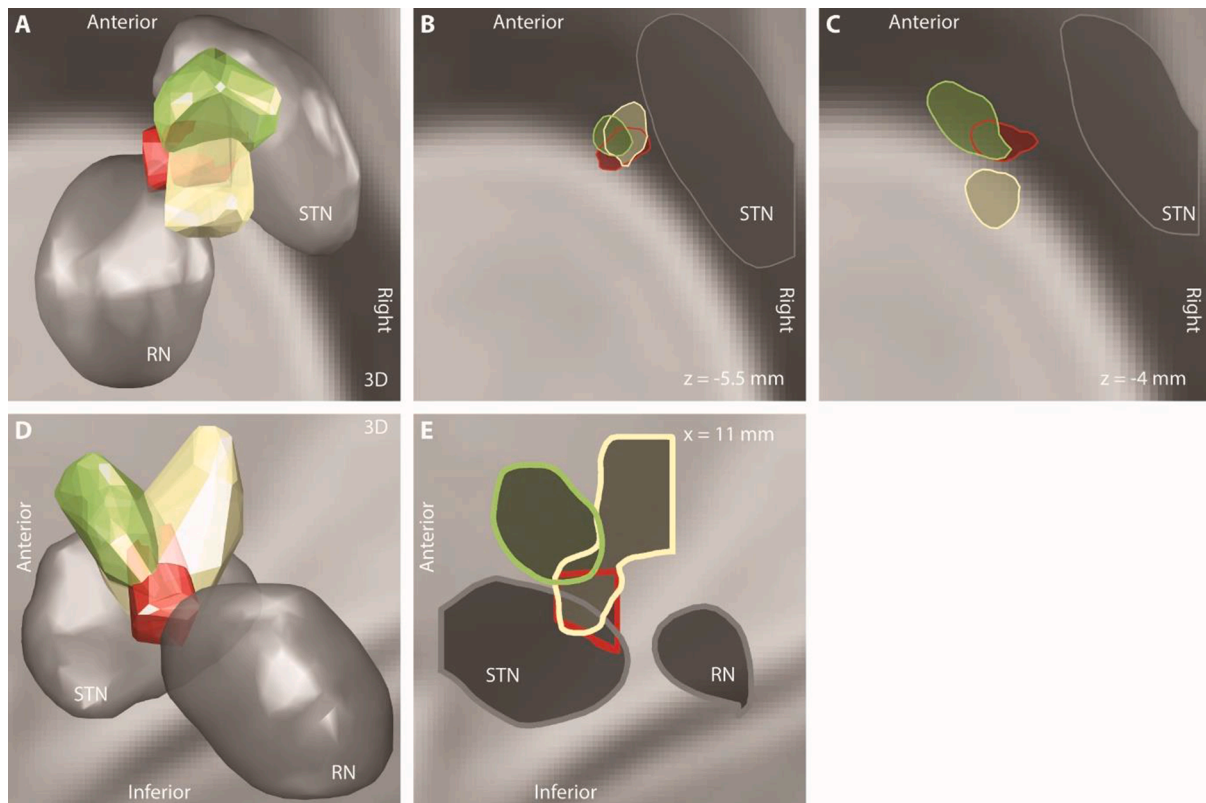 A
Anterior
STN
RN
Right
3D
B
Anterior
STN
Right
z = -5.5 mm
C
Anterior
STN
Right
z = -4 mm
D
3D
Anterior
STN
RN
Inferior
E
x = 11 mm
Anterior
STN
RN
Inferior